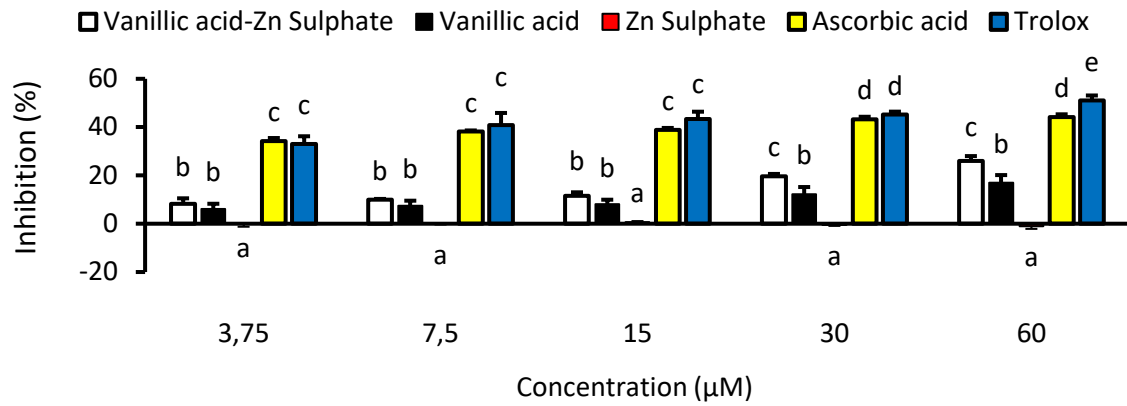 Vanillic acid-Zn Sulphate Vanillic acid Zn Sulphate Ascorbic acid Trolox
Inhibition (%)
60
40
20
0
-20
b b a c c
b b a c c
b b a c c
c b a d d
c b a d e
3,75 7,5 15 30 60
Concentration (µM)